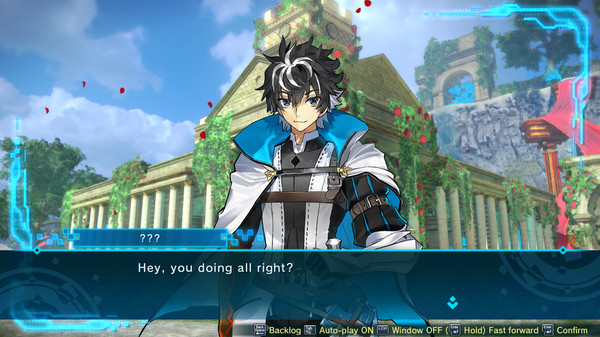 ???
Hey, you doing all right?
Backlog Auto-play ON Window OFF ( Hold) Fast forward Confirm